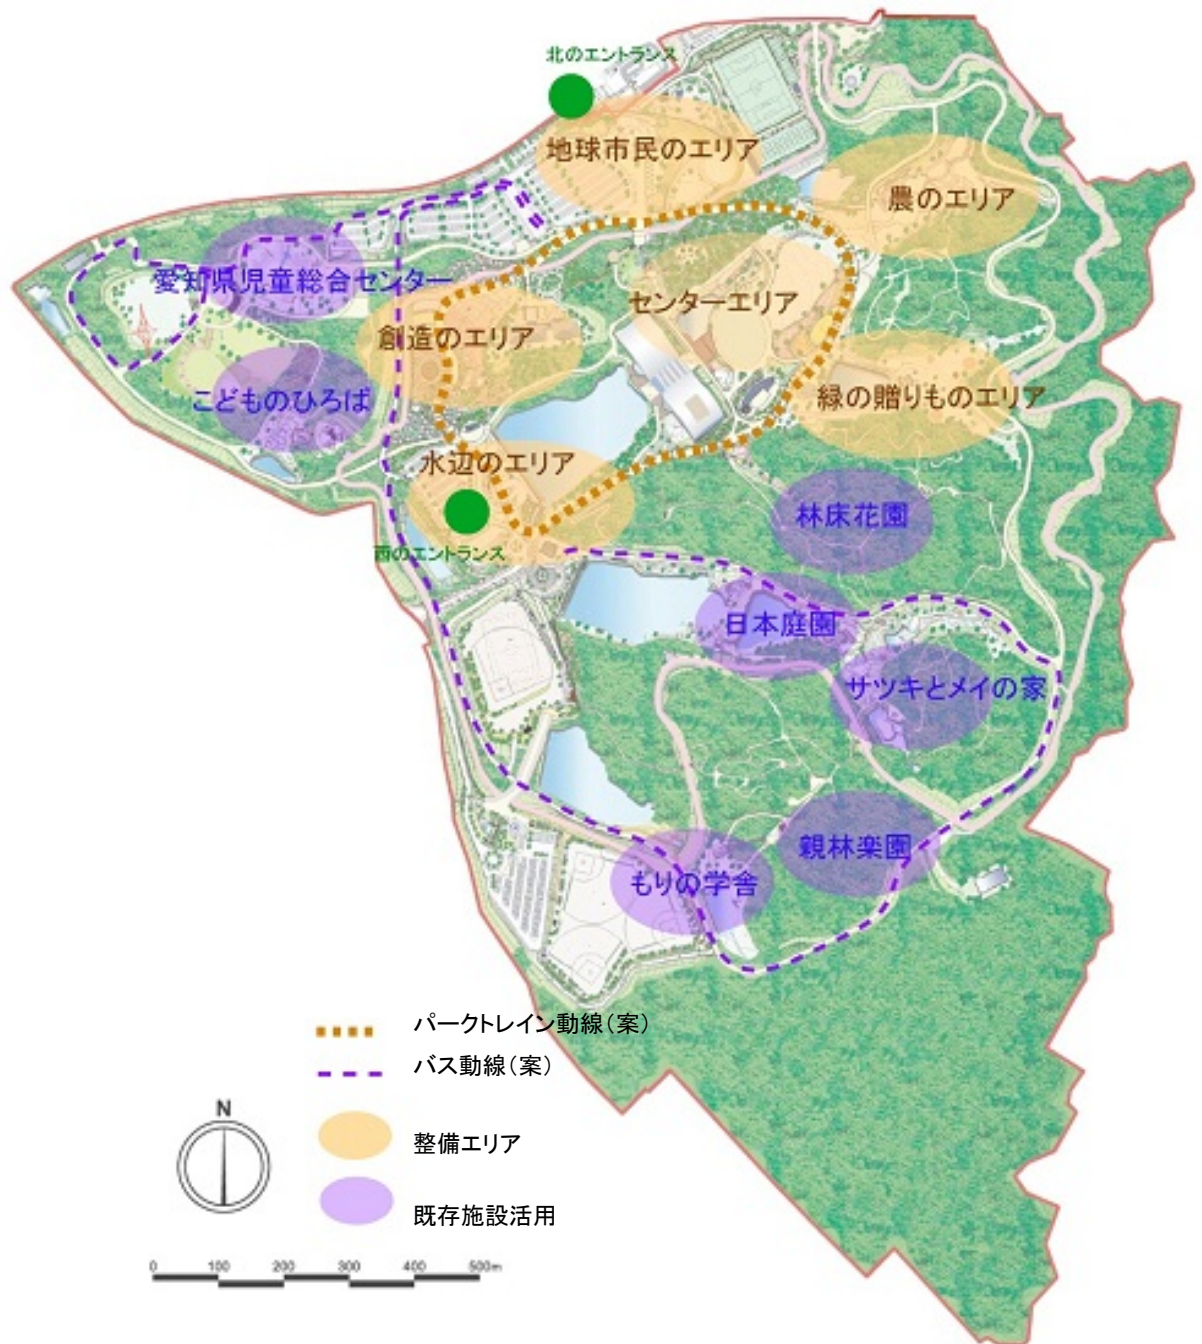 北のエントランス
地球市民のエリア
農のエリア
愛知県児童総合センター
センターエリア
創造のエリア
こどものひろば
緑の贈りものエリア
水辺のエリア
西のエントランス
林床花園
日本庭園
サツキとメイの家
親林楽園
もりの学舎
パークトレイン動線（案）
バス動線（案）
N
整備エリア
既存施設活用
0 100 200 300 400 500m